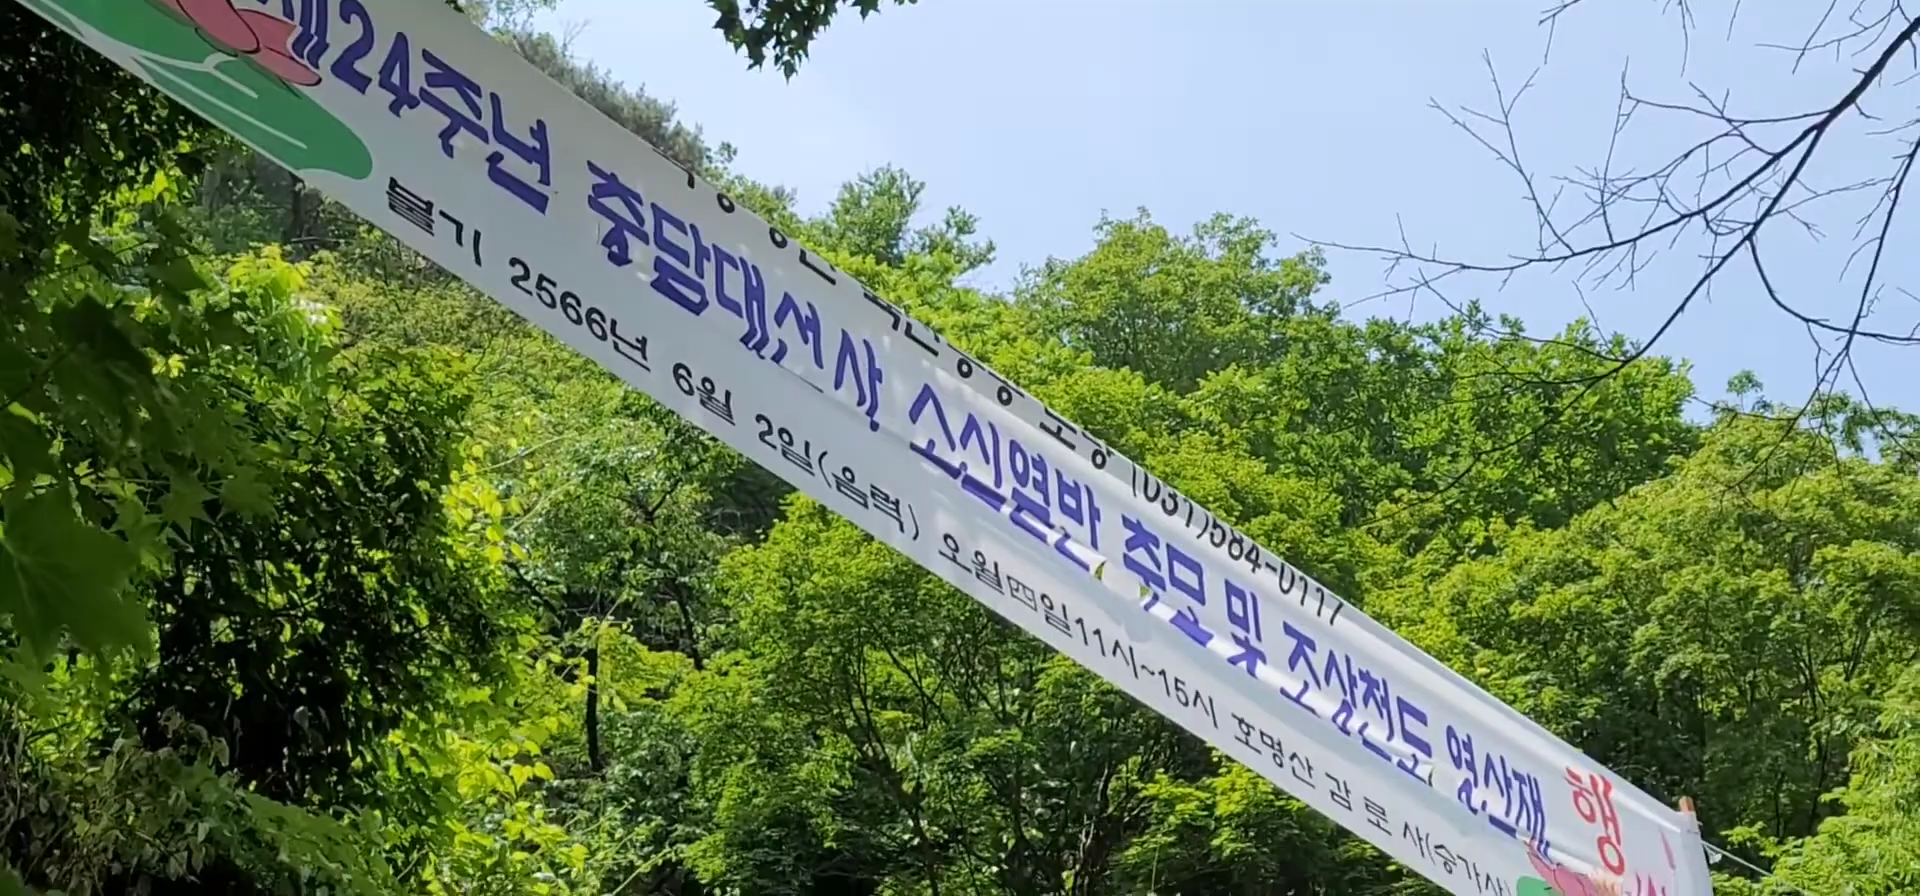 제24주년 충담대선사 소신열반 추모 및 조상천도 영산재 행
불기 2566년 6월 2일(음력) 오월四일11시~15시 호명산 감로사(승가사)
(031)584-0117